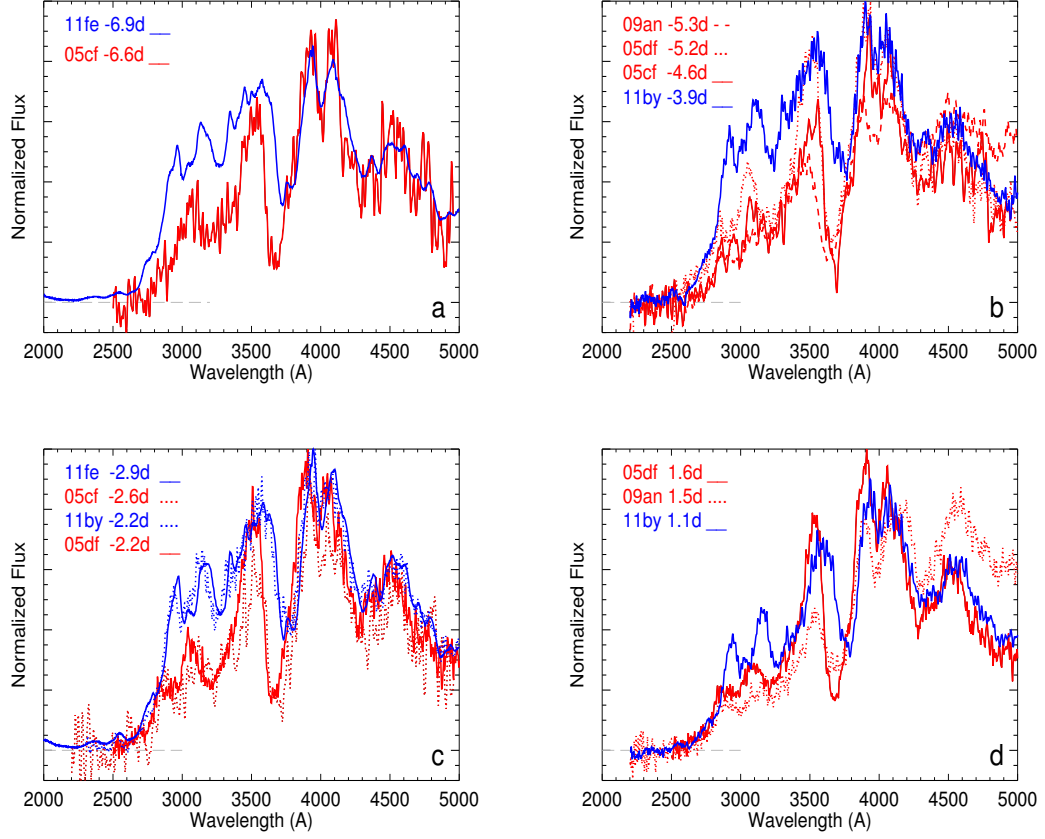 11fe -6.9d __
05cf -6.6d __
a
Normalized Flux
2000 2500 3000 3500 4000 4500 5000
Wavelength (A)
09an -5.3d - -
05df -5.2d ...
05cf -4.6d __
11by -3.9d __
b
Normalized Flux
2000 2500 3000 3500 4000 4500 5000
Wavelength (A)
11fe -2.9d __
05cf -2.6d ....
11by -2.2d ....
05df -2.2d __
c
Normalized Flux
2000 2500 3000 3500 4000 4500 5000
Wavelength (A)
05df 1.6d __
09an 1.5d ....
11by 1.1d __
d
Normalized Flux
2000 2500 3000 3500 4000 4500 5000
Wavelength (A)